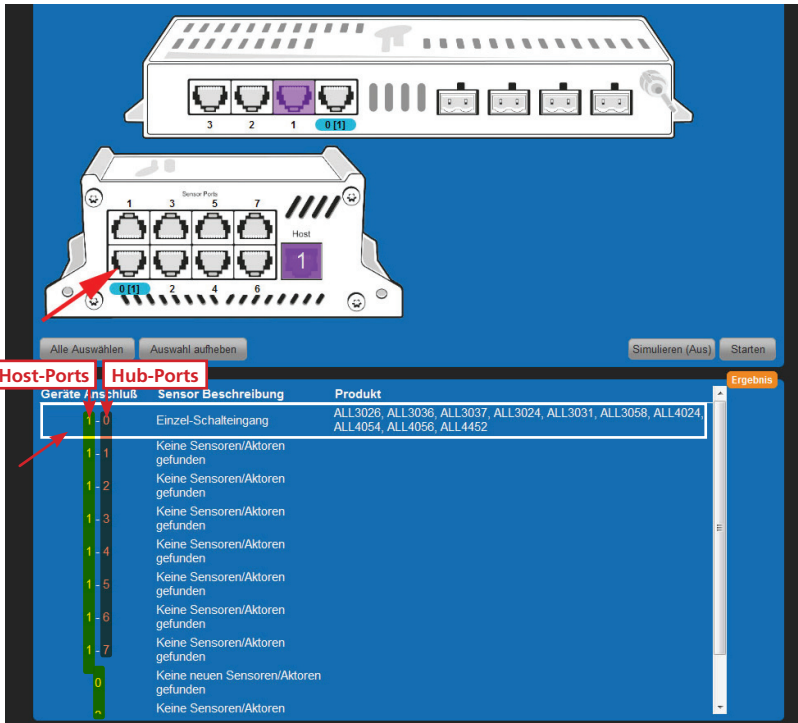 3 2 1 0 [1]
Sensor Ports
1 3 5 7
Host
1
0 [1] 2 4 6
Alle Auswählen Auswahl aufheben Simulieren (Aus) Starten
Host-Ports Hub-Ports
Ergebnis
Geräte Anschluß Sensor Beschreibung Produkt
1 - 0 Einzel-Schalteingang ALL3026, ALL3036, ALL3037, ALL3024, ALL3031, ALL3058, ALL4024,
ALL4054, ALL4056, ALL4452
1 - 1 Keine Sensoren/Aktoren
gefunden
1 - 2 Keine Sensoren/Aktoren
gefunden
1 - 3 Keine Sensoren/Aktoren
gefunden
1 - 4 Keine Sensoren/Aktoren
gefunden
1 - 5 Keine Sensoren/Aktoren
gefunden
1 - 6 Keine Sensoren/Aktoren
gefunden
1 - 7 Keine Sensoren/Aktoren
gefunden
0 Keine neuen Sensoren/Aktoren
gefunden
Keine Sensoren/Aktoren